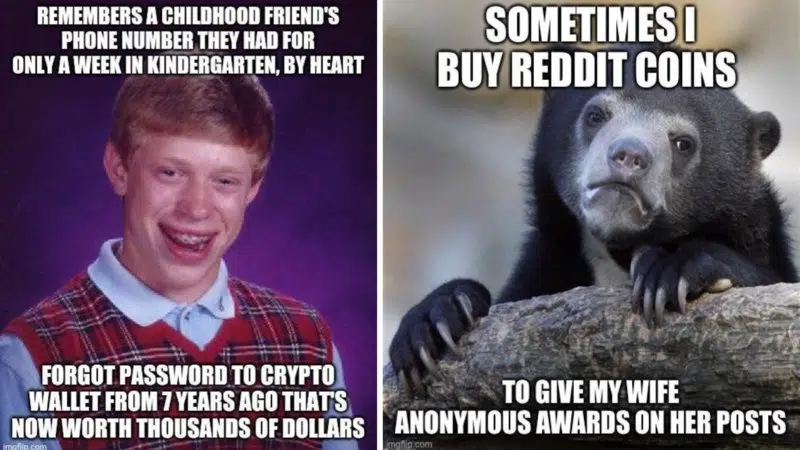 REMEMBERS A CHILDHOOD FRIEND'S
PHONE NUMBER THEY HAD FOR
ONLY A WEEK IN KINDERGARTEN, BY HEART
FORGOT PASSWORD TO CRYPTO
WALLET FROM 7 YEARS AGO THAT'S
NOW WORTH THOUSANDS OF DOLLARS
imgflip.com
SOMETIMES I
BUY REDDIT COINS
TO GIVE MY WIFE
ANONYMOUS AWARDS ON HER POSTS
imgflip.com